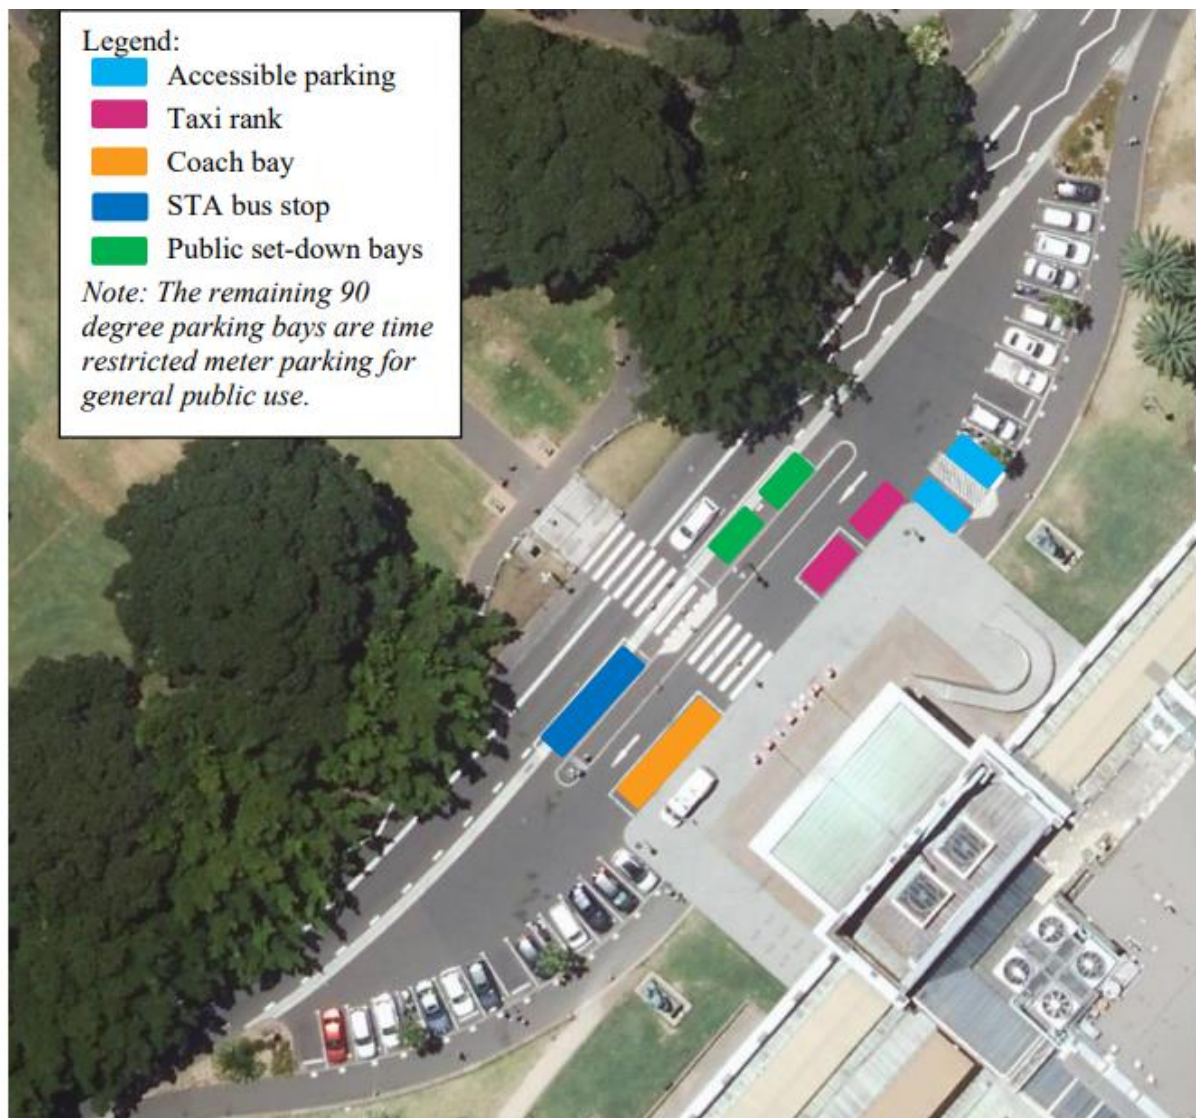 Legend:
Accessible parking
Taxi rank
Coach bay
STA bus stop
Public set-down bays
Note: The remaining 90
degree parking bays are time
restricted meter parking for
general public use.